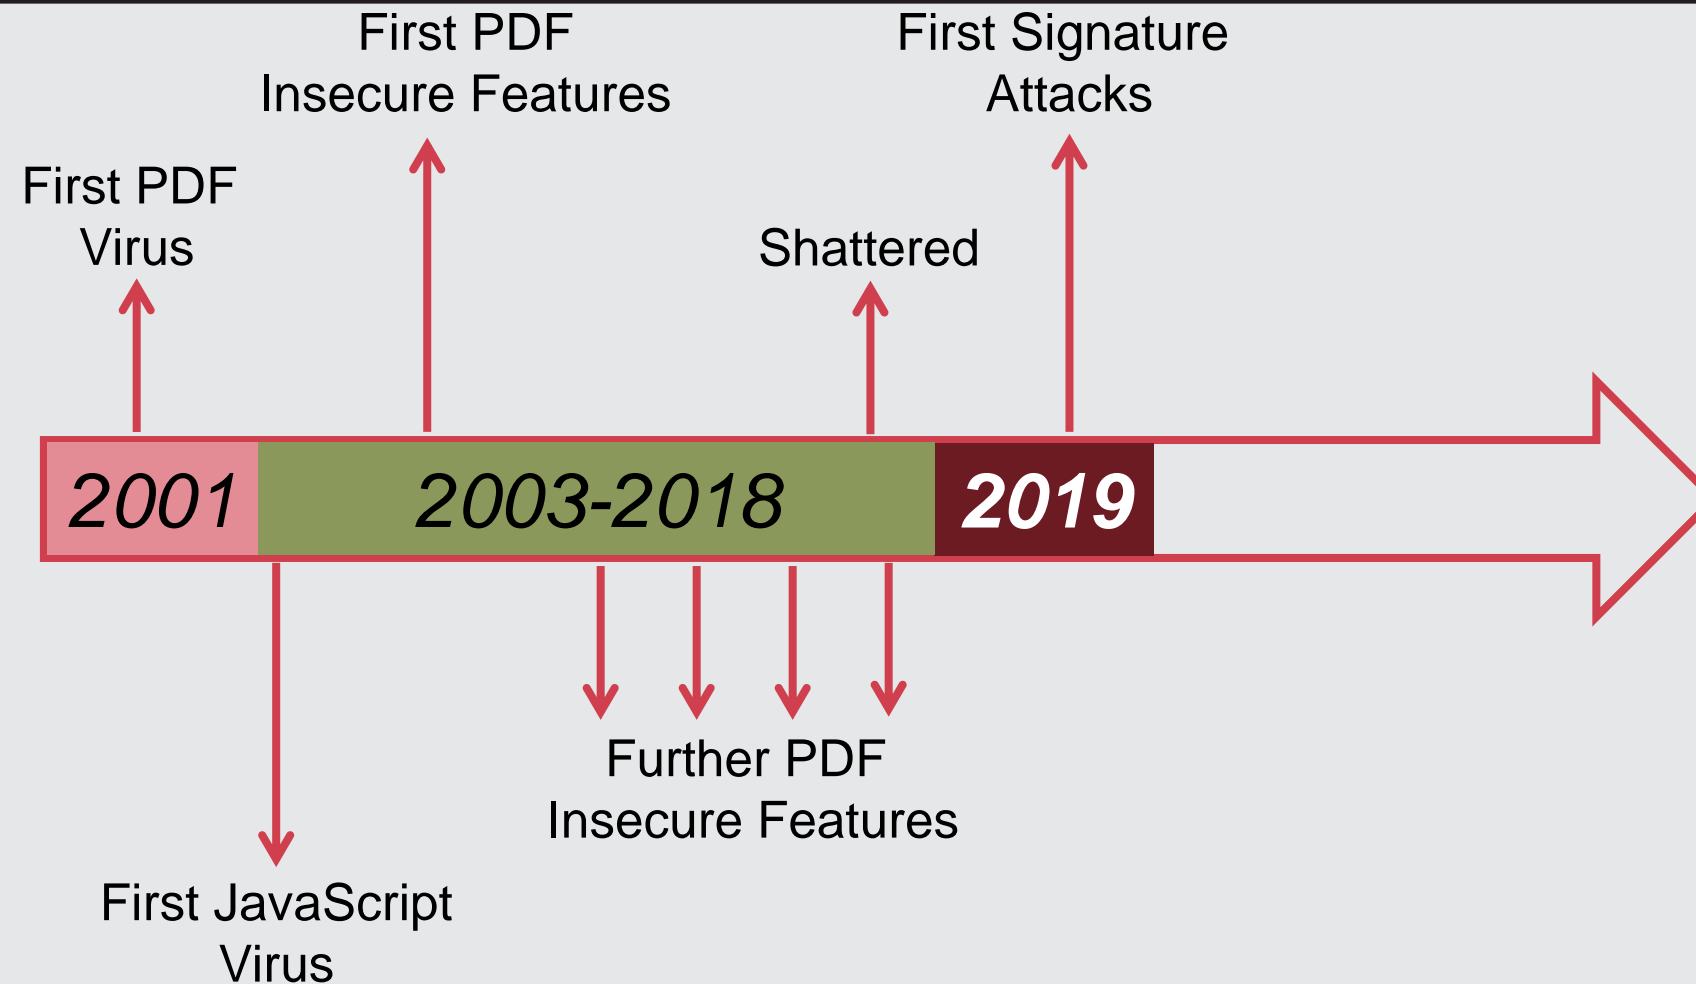 First PDF
Insecure Features
First Signature
Attacks
First PDF
Virus
Shattered
2001
2003-2018
2019
Further PDF
Insecure Features
First JavaScript
Virus